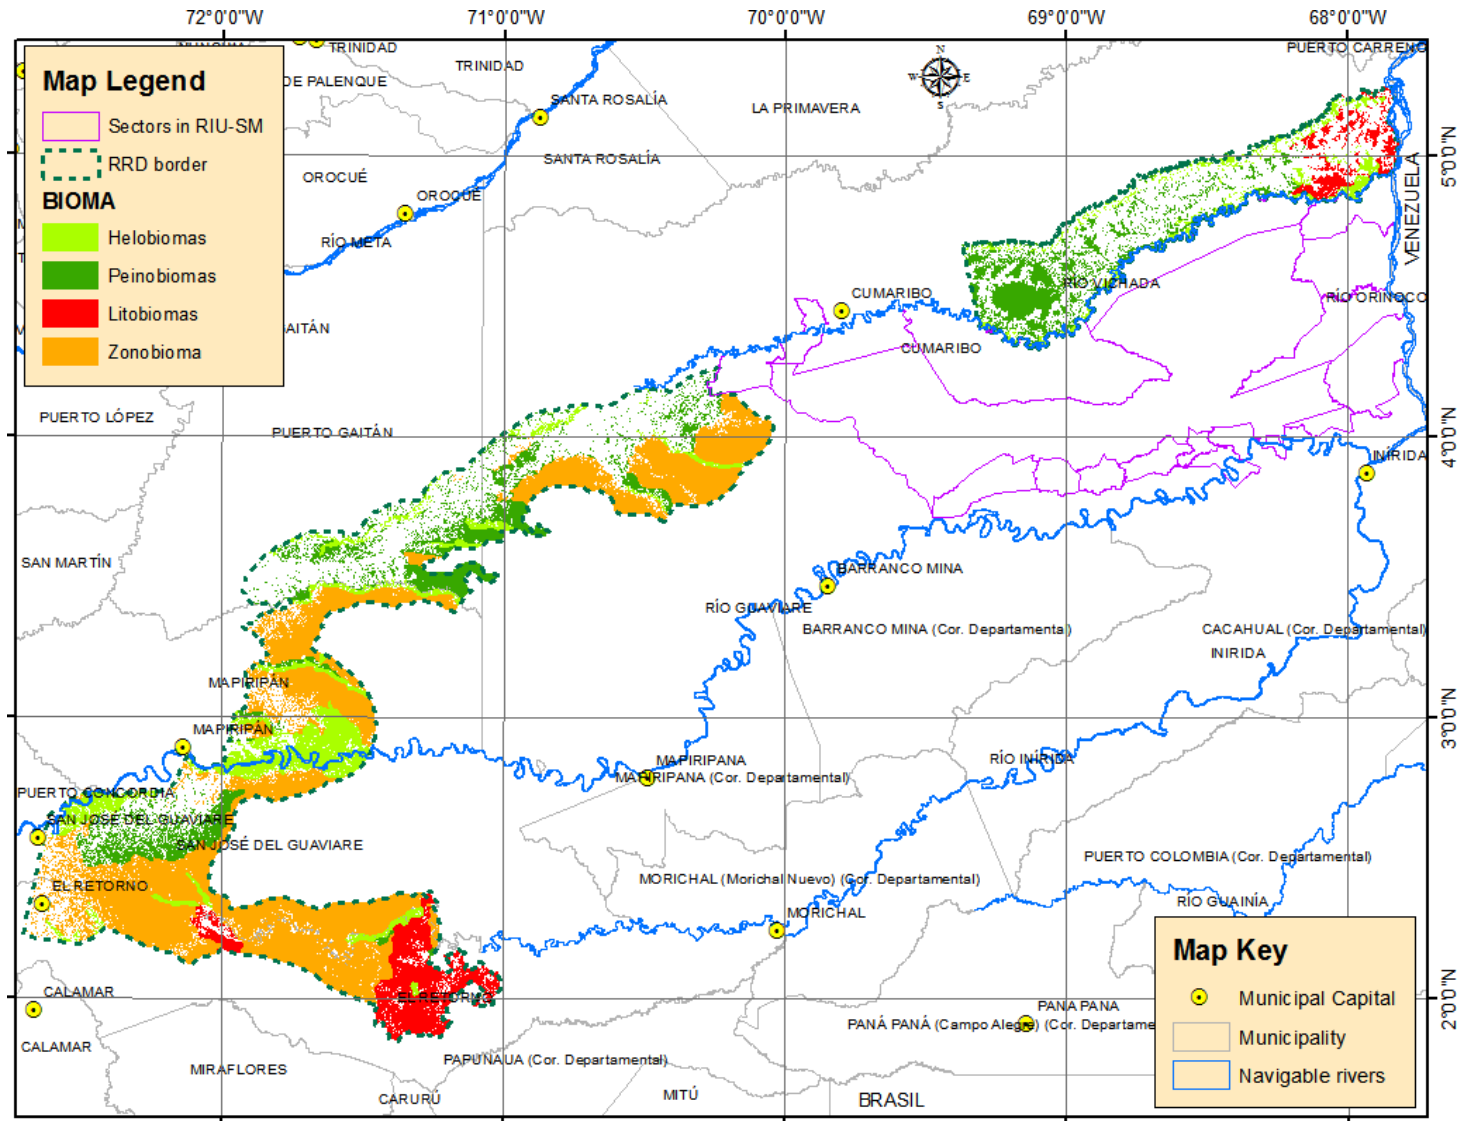 72°0'0"W
71°0'0"W
70°0'0"W
69°0'0"W
68°0'0"W
TRINIDAD
TRINIDAD
PUERTO CARREÑO
Map Legend
Sectors in RIU-SM
RRD border
BIOMA
Helobiomas
Peinobiomas
Litobiomas
Zonobioma
DE PALENQUE
N
W
E
S
SANTA ROSALÍA
LA PRIMAVERA
SANTA ROSALÍA
5°0'0"N
OROCUÉ
OROCUÉ
VENEZUELA
RÍO META
RÍO VICHADA
CUMARIBO
RÍO ORINOCO
GAITÁN
CUMARIBO
PUERTO LÓPEZ
PUERTO GAITÁN
4°0'0"N
INÍRIDA
SAN MARTÍN
BARRANCO MINA
RÍO GUAVIARE
BARRANCO MINA (Cor. Departamental)
CACAHUAL (Cor. Departamental)
INIRIDA
MAPIRIPÁN
MAPIRIPÁN
3°0'0"N
MAPIRIPANA
RÍO INÍRIDA
MAPIRIPANA (Cor. Departamental)
PUERTO CONCORDIA
SAN JOSE DEL GUAVIARE
SAN JOSÉ DEL GUAVIARE
PUERTO COLOMBIA (Cor. Departamental)
EL RETORNO
MORICHAL (Morichal Nuevo) (Cor. Departamental)
RÍO GUAINÍA
MORICHAL
Map Key
Municipal Capital
Municipality
Navigable rivers
CALAMAR
EL RETORNO
2°0'0"N
PANA PANA
PANÁ PANÁ (Campo Alegre) (Cor. Departame
CALAMAR
PAPUNAUA (Cor. Departamental)
MIRAFLORES
CARURÚ
MITÚ
BRASIL